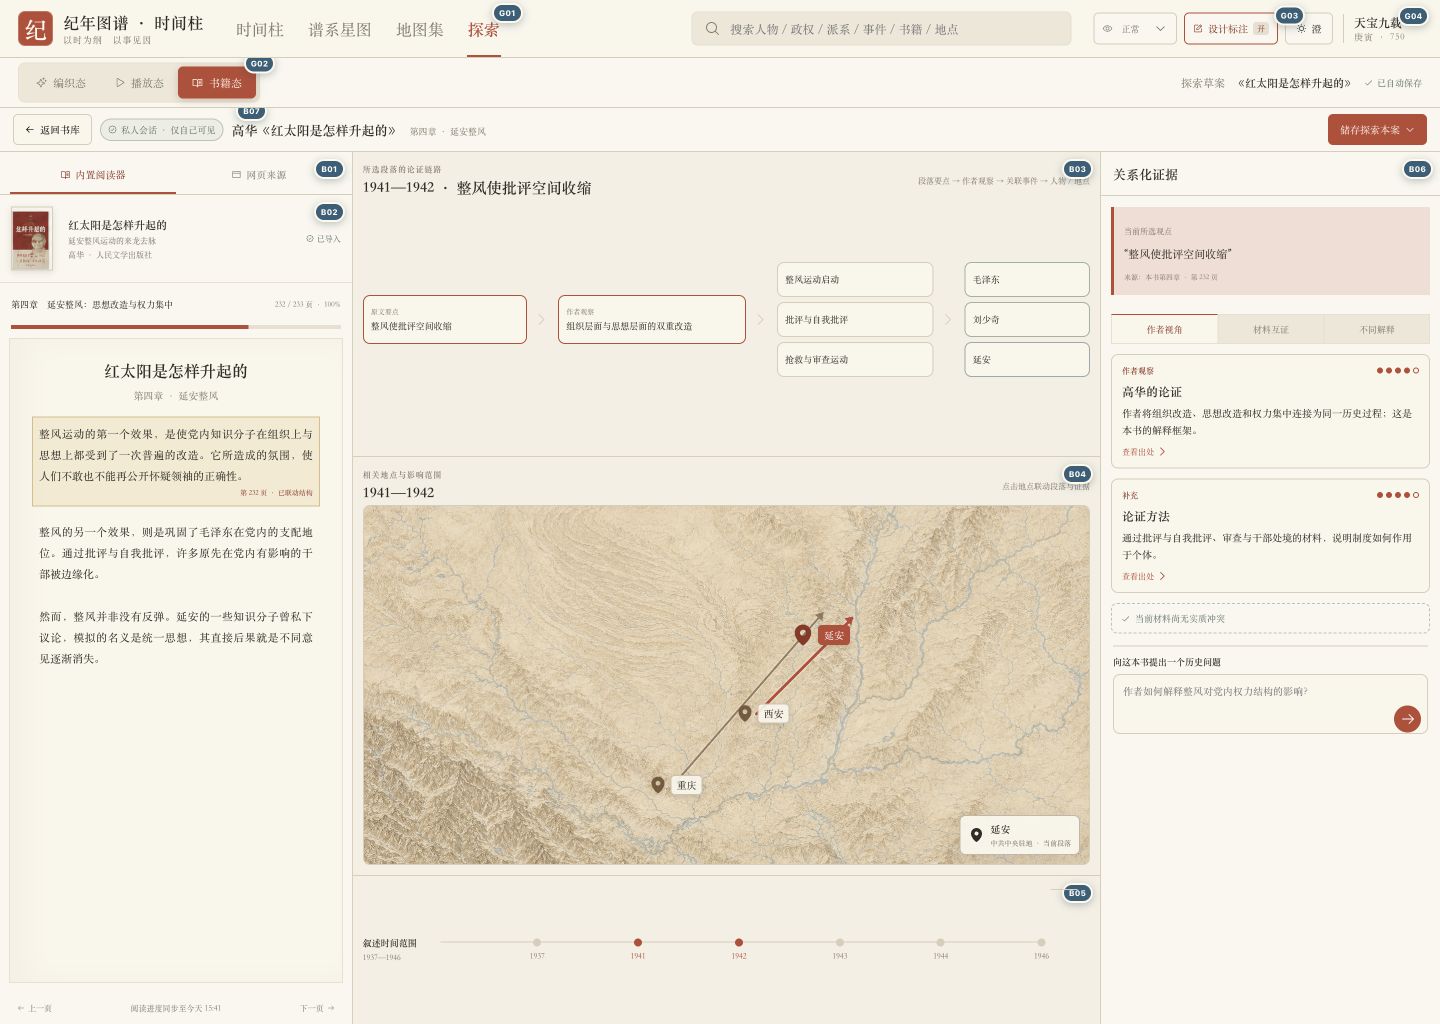 纪
纪年图谱 · 时间柱
以时为纲 以事见因
时间柱
谱系星图
地图集
探索
G01
搜索人物 / 政权 / 派系 / 事件 / 书籍 / 地点
正常
设计标注 开
G03
澄
天宝九载
G04
庚寅 · 750
编织态
播放态
书籍态
G02
探索草案 《红太阳是怎样升起的》
已自动保存
返回书库
私人会话 · 仅自己可见
B07
高华 《红太阳是怎样升起的》
第四章 · 延安整风
储存探索本案
内置阅读器
网页来源
B01
B02
红太阳是怎样升起的
延安整风运动的来龙去脉
高华 · 人民文学出版社
已导入
第四章 延安整风：思想改造与权力集中
232 / 233 页 · 100%
红太阳是怎样升起的
第四章 · 延安整风
整风运动的第一个效果，是使党内知识分子在组织上与
思想上都受到了一次普遍的改造。它所造成的氛围，使
人们不敢也不能再公开怀疑领袖的正确性。
第 232 页 · 已联动结构
整风的另一个效果，则是巩固了毛泽东在党内的支配地
位。通过批评与自我批评，许多原先在党内有影响的干
部被边缘化。
然而，整风并非没有反弹。延安的一些知识分子曾私下
议论，模拟的名义是统一思想，其直接后果就是不同意
见逐渐消失。
← 上一页
阅读进度同步至今天 15:41
下一页 →
所选段落的论证链路
1941—1942 · 整风使批评空间收缩
B03
段落要点 → 作者观察 → 关联事件 → 人物 / 地点
原文要点
整风使批评空间收缩
作者观察
组织层面与思想层面的双重改造
整风运动启动
批评与自我批评
抢救与审查运动
毛泽东
刘少奇
延安
相关地点与影响范围
1941—1942
B04
点击地点联动段落与证据
延安
西安
重庆
延安
中共中央驻地 · 当前段落
B05
叙述时间范围
1937—1946
1937
1941
1942
1943
1944
1946
关系化证据
B06
当前所选观点
“整风使批评空间收缩”
来源：本书第四章 · 第 232 页
作者视角
材料互证
不同解释
作者观察
高华的论证
作者将组织改造、思想改造和权力集中连接为同一历史过程；这是
本书的解释框架。
查看出处
补充
论证方法
通过批评与自我批评、审查与干部处境的材料，说明制度如何作用
于个体。
查看出处
当前材料尚无实质冲突
向这本书提出一个历史问题
作者如何解释整风对党内权力结构的影响？